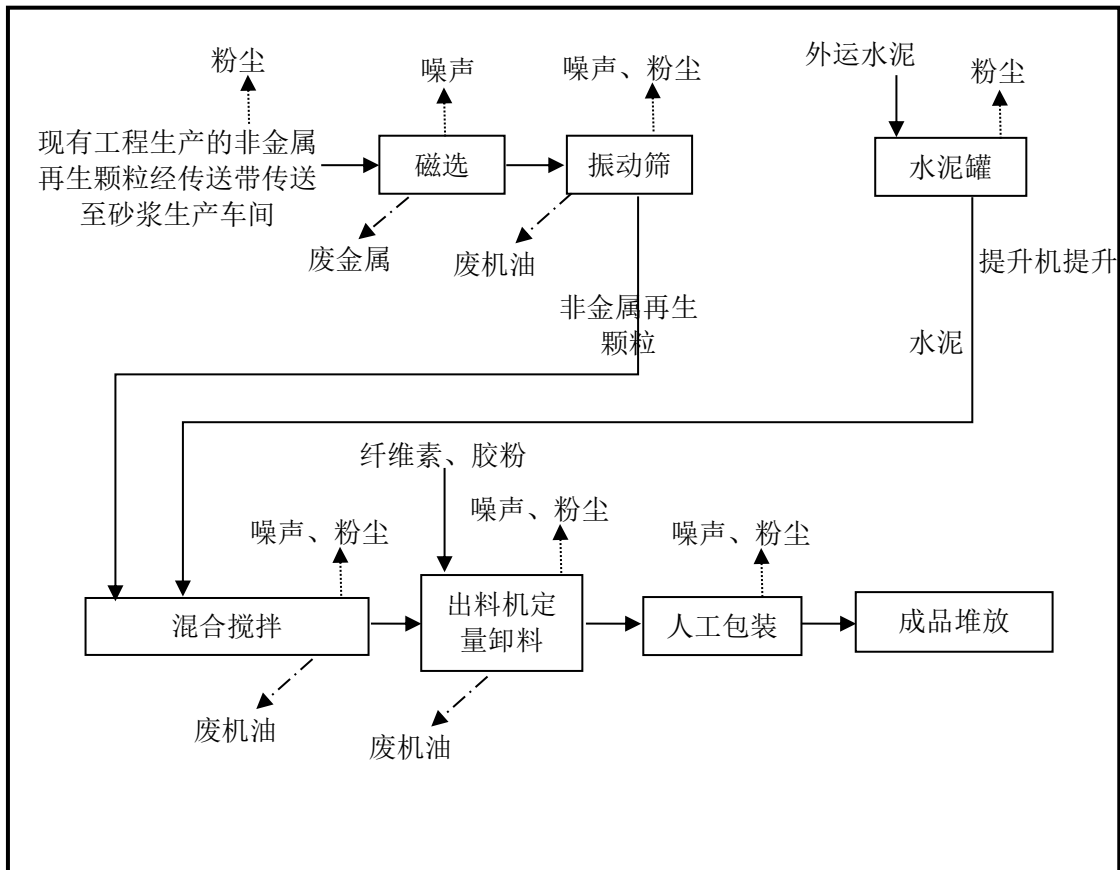 粉尘
噪声
噪声、粉尘
外运水泥
粉尘
现有工程生产的非金属
再生颗粒经传送带传送
至砂浆生产车间
磁选
振动筛
水泥罐
废金属
废机油
提升机提升
非金属再生
颗粒
水泥
纤维素、胶粉
噪声、粉尘
噪声、粉尘
噪声、粉尘
混合搅拌
出料机定
量卸料
人工包装
成品堆放
废机油
废机油